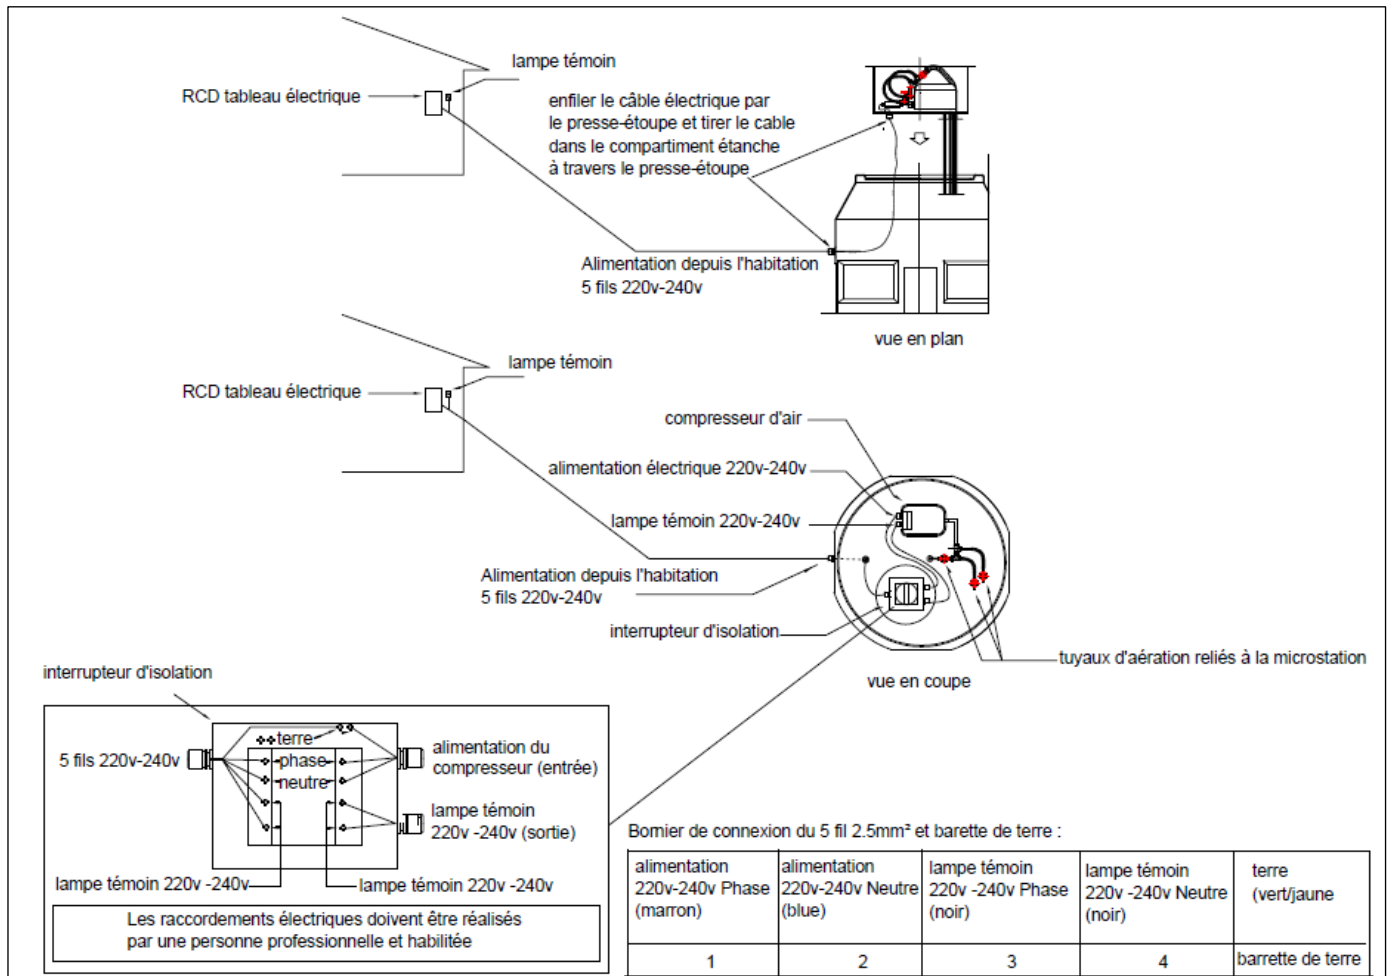 lampe témoin
RCD tableau électrique
enfiler le câble électrique par
le presse-étoupe et tirer le cable
dans le compartiment étanche
à travers le presse-étoupe
Alimentation depuis l'habitation
5 fils 220v-240v
vue en plan
lampe témoin
RCD tableau électrique
compresseur d'air
alimentation électrique 220v-240v
lampe témoin 220v-240v
Alimentation depuis l'habitation
5 fils 220v-240v
interrupteur d'isolation
tuyaux d'aération reliés à la microstation
vue en coupe
interrupteur d'isolation
terre
5 fils 220v-240v
phase
neutre
alimentation du
compresseur (entrée)
lampe témoin
220v -240v (sortie)
lampe témoin 220v -240v
lampe témoin 220v -240v
Les raccordements électriques doivent être réalisés
par une personne professionnelle et habilitée
Bornier de connexion du 5 fil 2.5mm² et barette de terre :
alimentation
220v-240v Phase
(marron)
alimentation
220v-240v Neutre
(blue)
lampe témoin
220v -240v Phase
(noir)
lampe témoin
220v -240v Neutre
(noir)
terre
(vert/jaune
1
2
3
4
barrette de terre